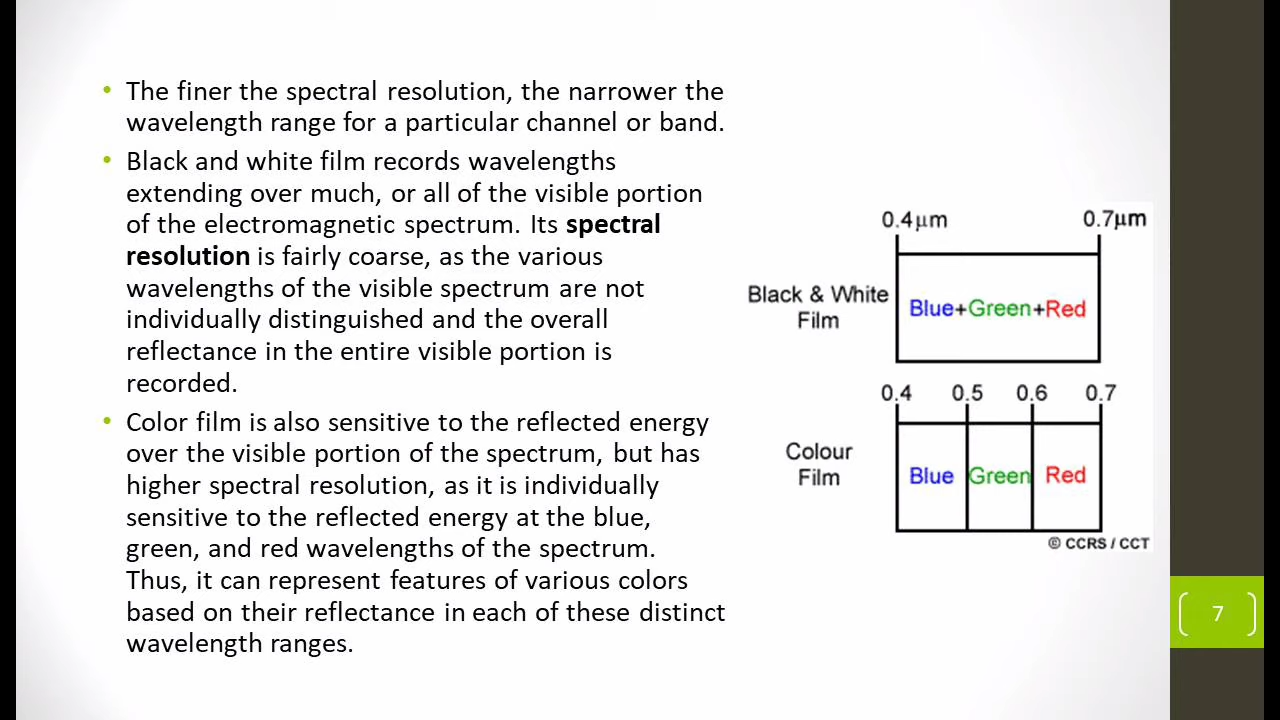 • The finer the spectral resolution, the narrower the
wavelength range for a particular channel or band.
• Black and white film records wavelengths
extending over much, or all of the visible portion
of the electromagnetic spectrum. Its spectral
resolution is fairly coarse, as the various
wavelengths of the visible spectrum are not
individually distinguished and the overall
reflectance in the entire visible portion is
recorded.
• Color film is also sensitive to the reflected energy
over the visible portion of the spectrum, but has
higher spectral resolution, as it is individually
sensitive to the reflected energy at the blue,
green, and red wavelengths of the spectrum.
Thus, it can represent features of various colors
based on their reflectance in each of these distinct
wavelength ranges.
0.4μm 0.7μm
Black & White
Film
Blue+Green+Red
0.4 0.5 0.6 0.7
Colour
Film
Blue Green Red
© CCRS / CCT
7